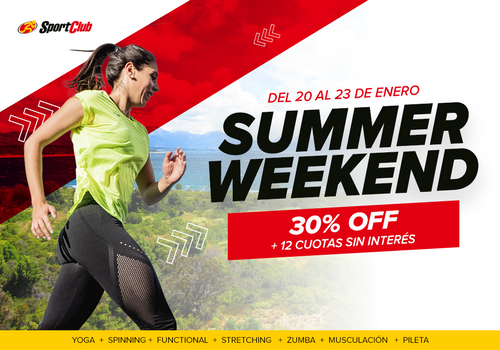 SportClub
DEL 20 AL 23 DE ENERO
SUMMER
WEEKEND
30% OFF
+ 12 CUOTAS SIN INTERÉS
YOGA + SPINNING + FUNCTIONAL + STRETCHING + ZUMBA + MUSCULACIÓN + PILETA